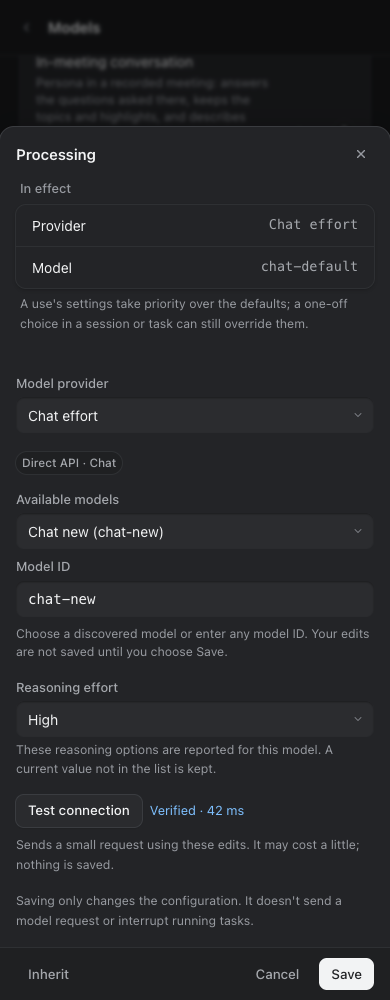 Models
In-meeting conversation
Persona in a recorded meeting: answers
the questions asked there, keeps the
topics and highlights, and describes
Processing
In effect
Provider Chat effort
Model chat-default
A use's settings take priority over the defaults; a one-off
choice in a session or task can still override them.
Model provider
Chat effort
Direct API · Chat
Available models
Chat new (chat-new)
Model ID
chat-new
Choose a discovered model or enter any model ID. Your edits
are not saved until you choose Save.
Reasoning effort
High
These reasoning options are reported for this model. A
current value not in the list is kept.
Test connection Verified · 42 ms
Sends a small request using these edits. It may cost a little;
nothing is saved.
Saving only changes the configuration. It doesn't send a
model request or interrupt running tasks.
Inherit Cancel Save